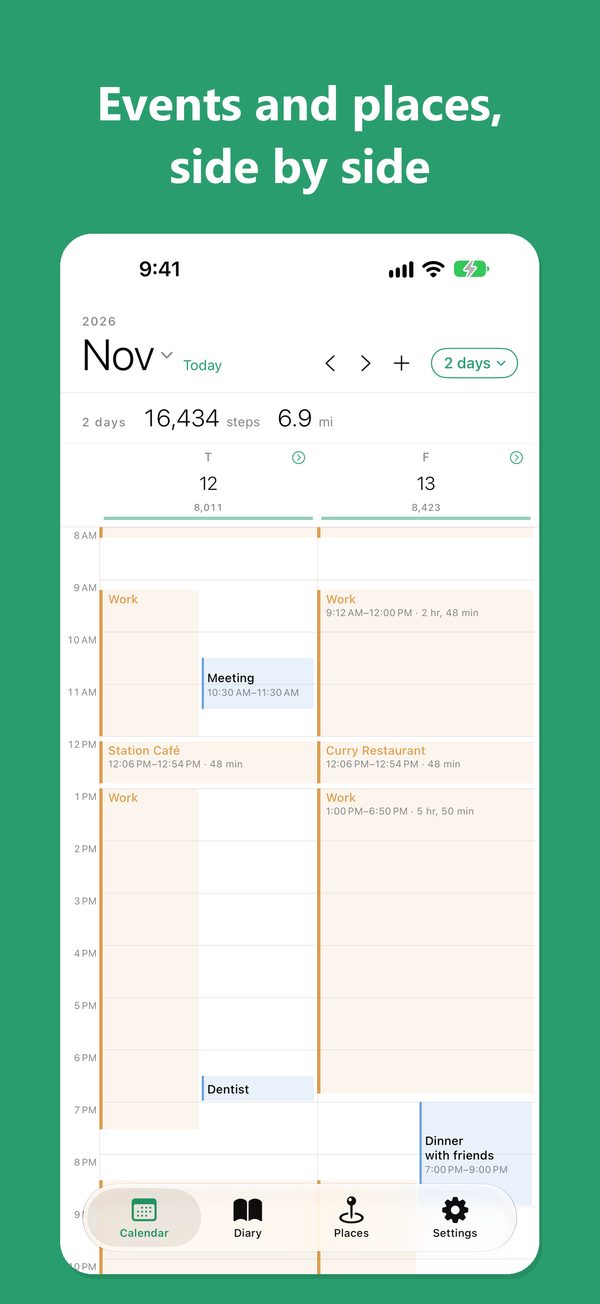 Events and places,
side by side
9:41
2026
Nov Today 2 days
2 days 16,434 steps 6.9 mi
T F
12 13
8,011 8,423
8 AM
9 AM
Work Work
9:12 AM–12:00 PM · 2 hr, 48 min
10 AM
Meeting
10:30 AM–11:30 AM
11 AM
12 PM
Station Café Curry Restaurant
12:06 PM–12:54 PM · 48 min 12:06 PM–12:54 PM · 48 min
1 PM
Work Work
1:00 PM–6:50 PM · 5 hr, 50 min
2 PM
3 PM
4 PM
5 PM
6 PM
Dentist
7 PM
Dinner
with friends
8 PM
7:00 PM–9:00 PM
Calendar Diary Places Settings